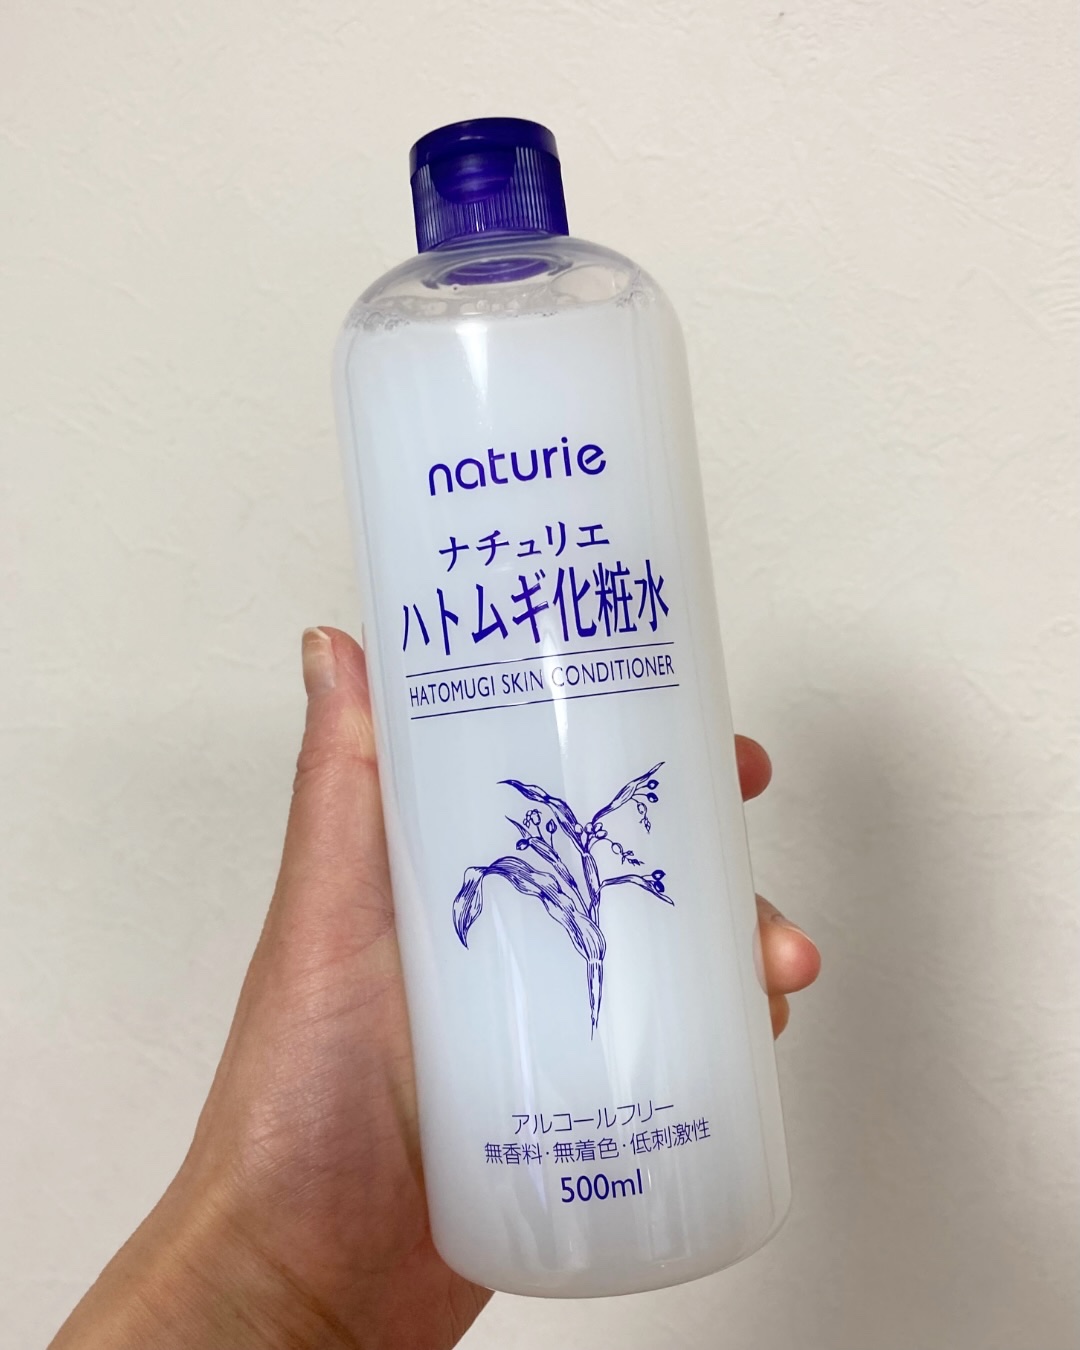 naturie
ナチュリエ
ハトムギ化粧水
HATOMUGI SKIN CONDITIONER
アルコールフリー
無香料・無着色・低刺激性
500ml